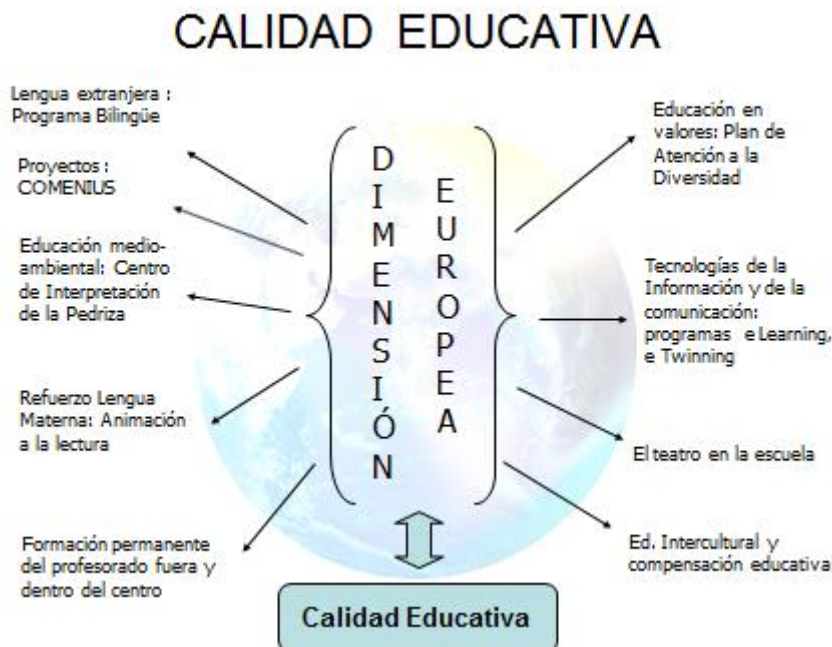 CALIDAD EDUCATIVA
Lengua extranjera :
Programa Bilingüe
Proyectos :
COMENIUS
Educación medio-
ambiental: Centro
de Interpretación
de la Pedriza
Refuerzo Lengua
Materna: Animación
a la lectura
Formación permanente
del profesorado fuera y
dentro del centro
DIMENSIÓN
EUROPEA
Educación en
valores: Plan de
Atención a la
Diversidad
Tecnologías de la
Información y de la
comunicación:
programas eLearning,
e Twinning
El teatro en la escuela
Ed. Intercultural y
compensación educativa
Calidad Educativa